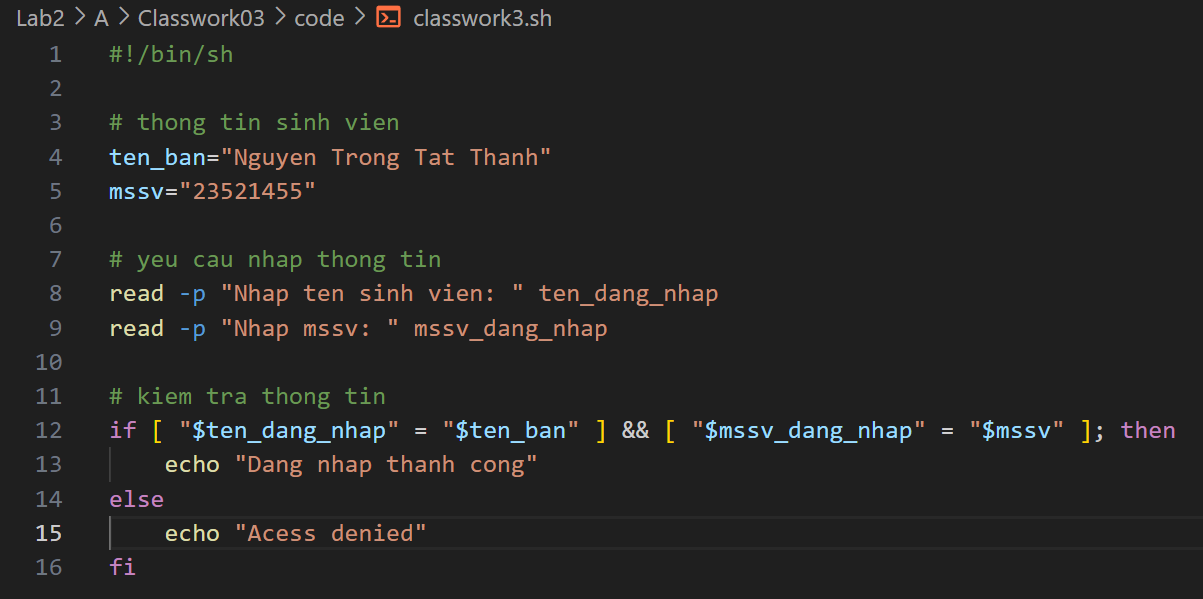 Lab2 > A > Classwork03 > code > classwork3.sh
1 #!/bin/sh
2
3 # thong tin sinh vien
4 ten_ban="Nguyen Trong Tat Thanh"
5 mssv="23521455"
6
7 # yeu cau nhap thong tin
8 read -p "Nhap ten sinh vien: " ten_dang_nhap
9 read -p "Nhap mssv: " mssv_dang_nhap
10
11 # kiem tra thong tin
12 if [ "$ten_dang_nhap" = "$ten_ban" ] && [ "$mssv_dang_nhap" = "$mssv" ]; then
13     echo "Dang nhap thanh cong"
14 else
15     echo "Acess denied"
16 fi